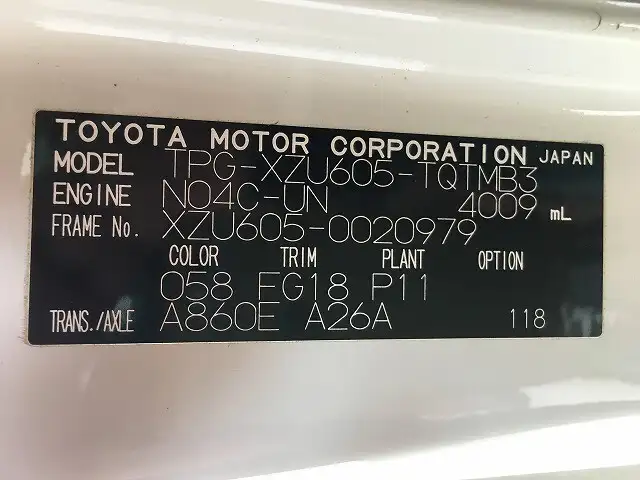 TOYOTA MOTOR CORPORATION JAPAN
MODEL TPG-XZU605-TQTMB3
ENGINE N04C-UN 4009 mL
FRAME No. XZU605-0020979
COLOR TRIM PLANT OPTION
058 FG18 P11
TRANS./AXLE A860E A26A 118